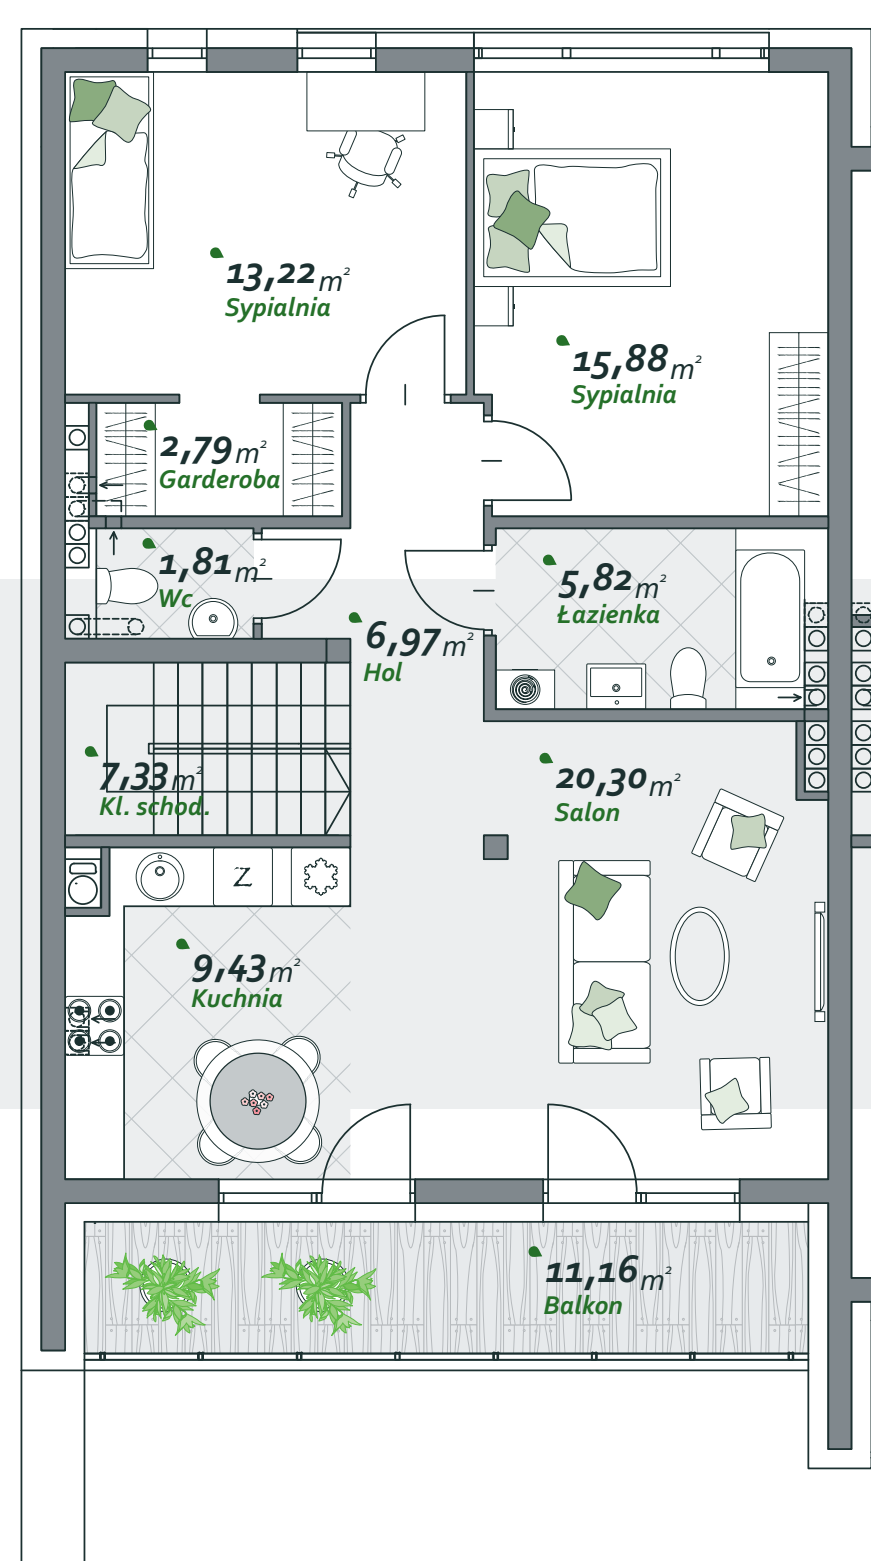 13,22 m²
Sypialnia
15,88 m²
Sypialnia
2,79 m²
Garderoba
1,81 m²
Wc
5,82 m²
Łazienka
6,97 m²
Hol
7,33 m²
Kl. schod.
20,30 m²
Salon
Z
9,43 m²
Kuchnia
11,16 m²
Balkon